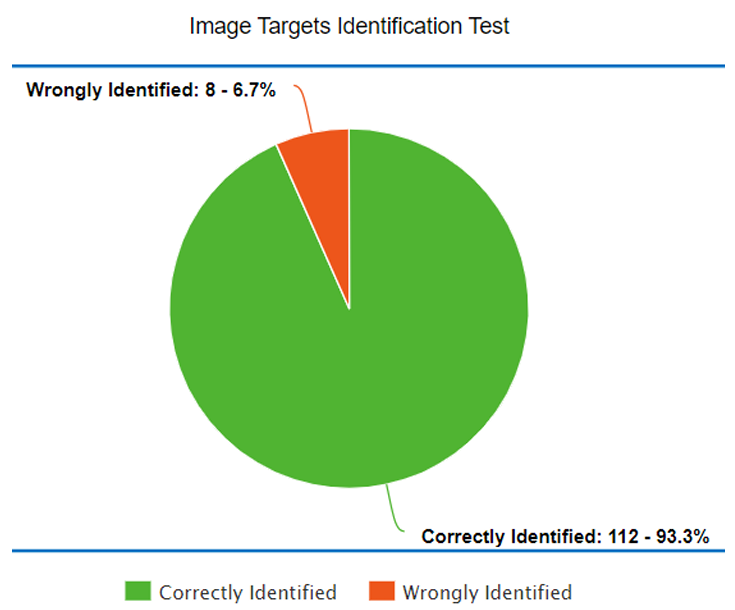 Image Targets Identification Test
Wrongly Identified: 8 - 6.7%
Correctly Identified: 112 - 93.3%
Correctly Identified
Wrongly Identified